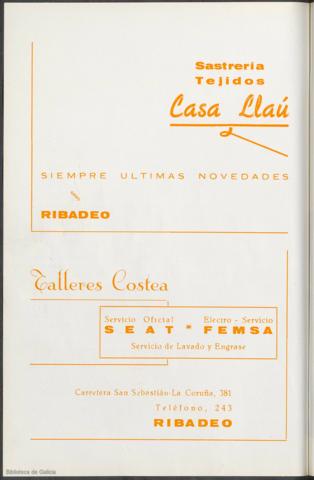 Sastrería
Tejidos
Casa Llaú
SIEMPRE ULTIMAS NOVEDADES
RIBADEO
Talleres Costea
Servicio Oficial Electro - Servicio
SEAT * FEMSA
Servicio de Lavado y Engrase
Carretera San Sebastián-La Coruña, 381
Teléfono, 243
RIBADEO
Biblioteca de Galicia